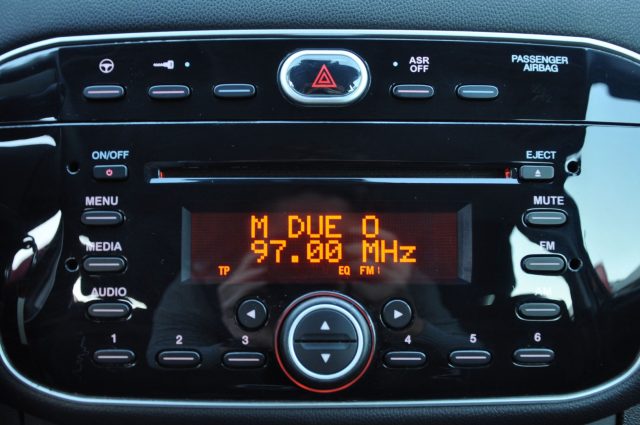 ASR OFF
PASSENGER AIRBAG
ON/OFF
EJECT
MENU
MUTE
M DUE O
97.00 MHz
MEDIA
FM
TP EQ FM1
AUDIO
AM
1 2 3 4 5 6